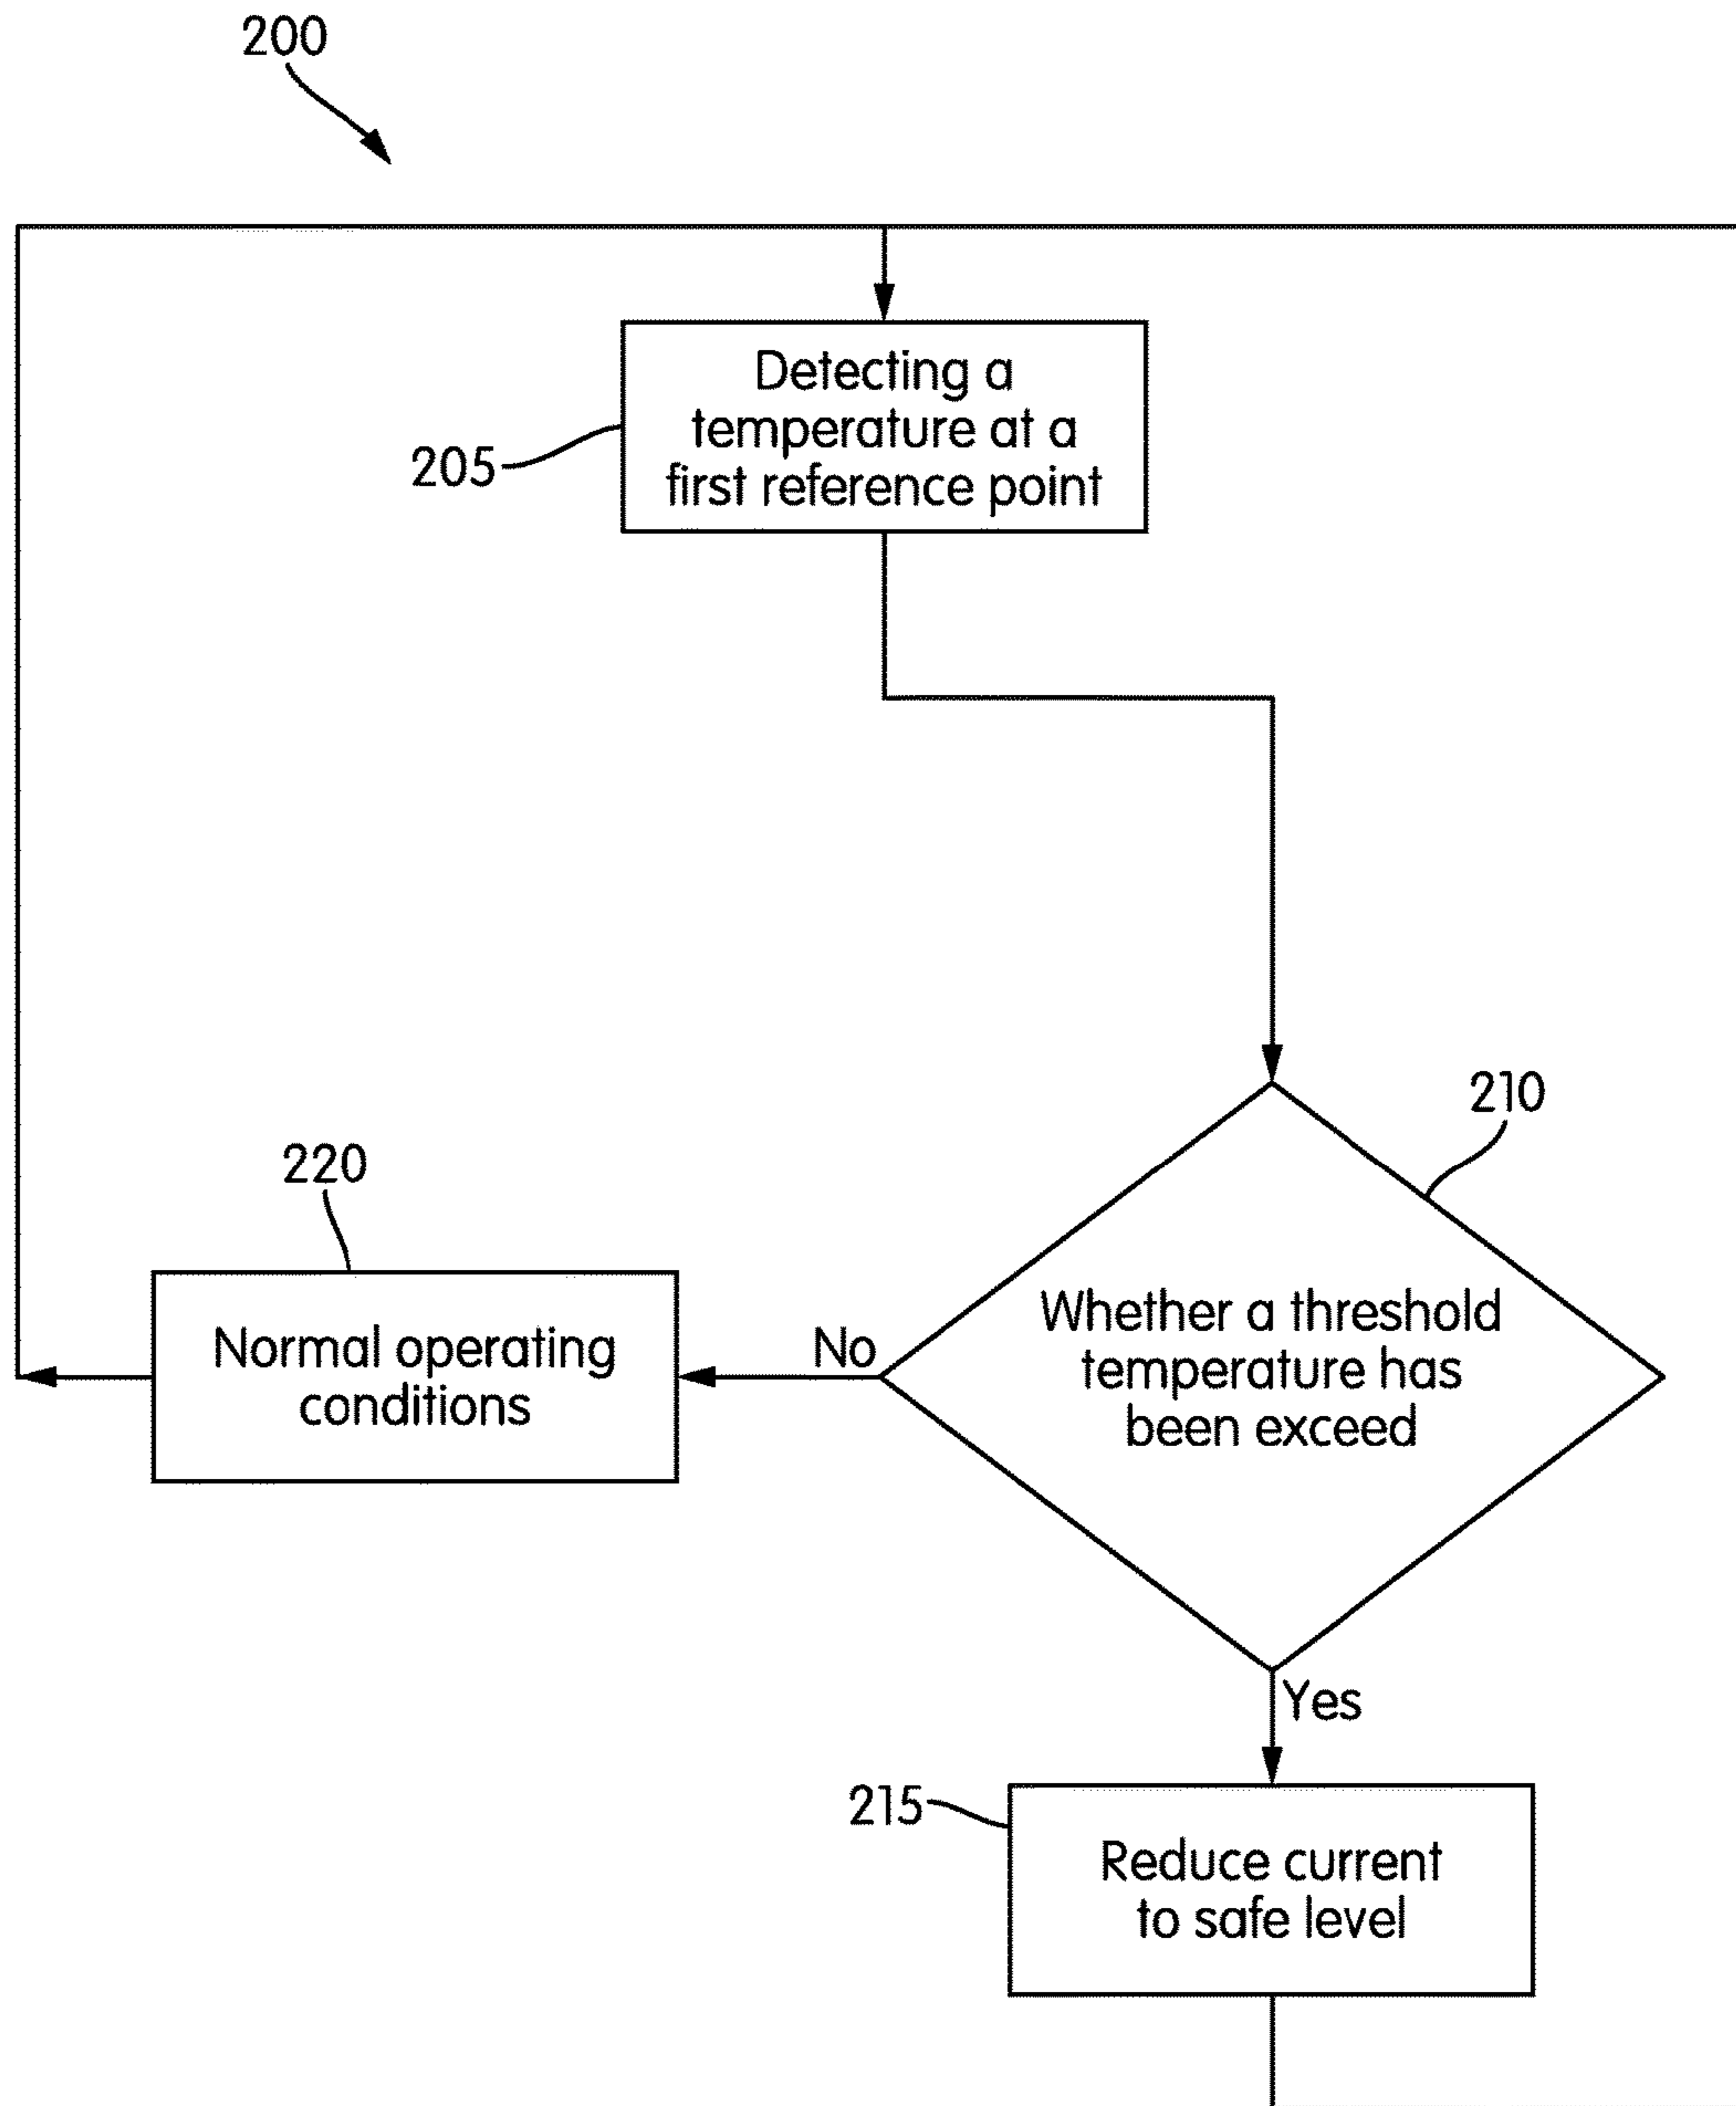 200
Detecting a
temperature at a
first reference point
205
210
220
Whether a threshold
temperature has
been exceed
No
Normal operating
conditions
Yes
215
Reduce current
to safe level